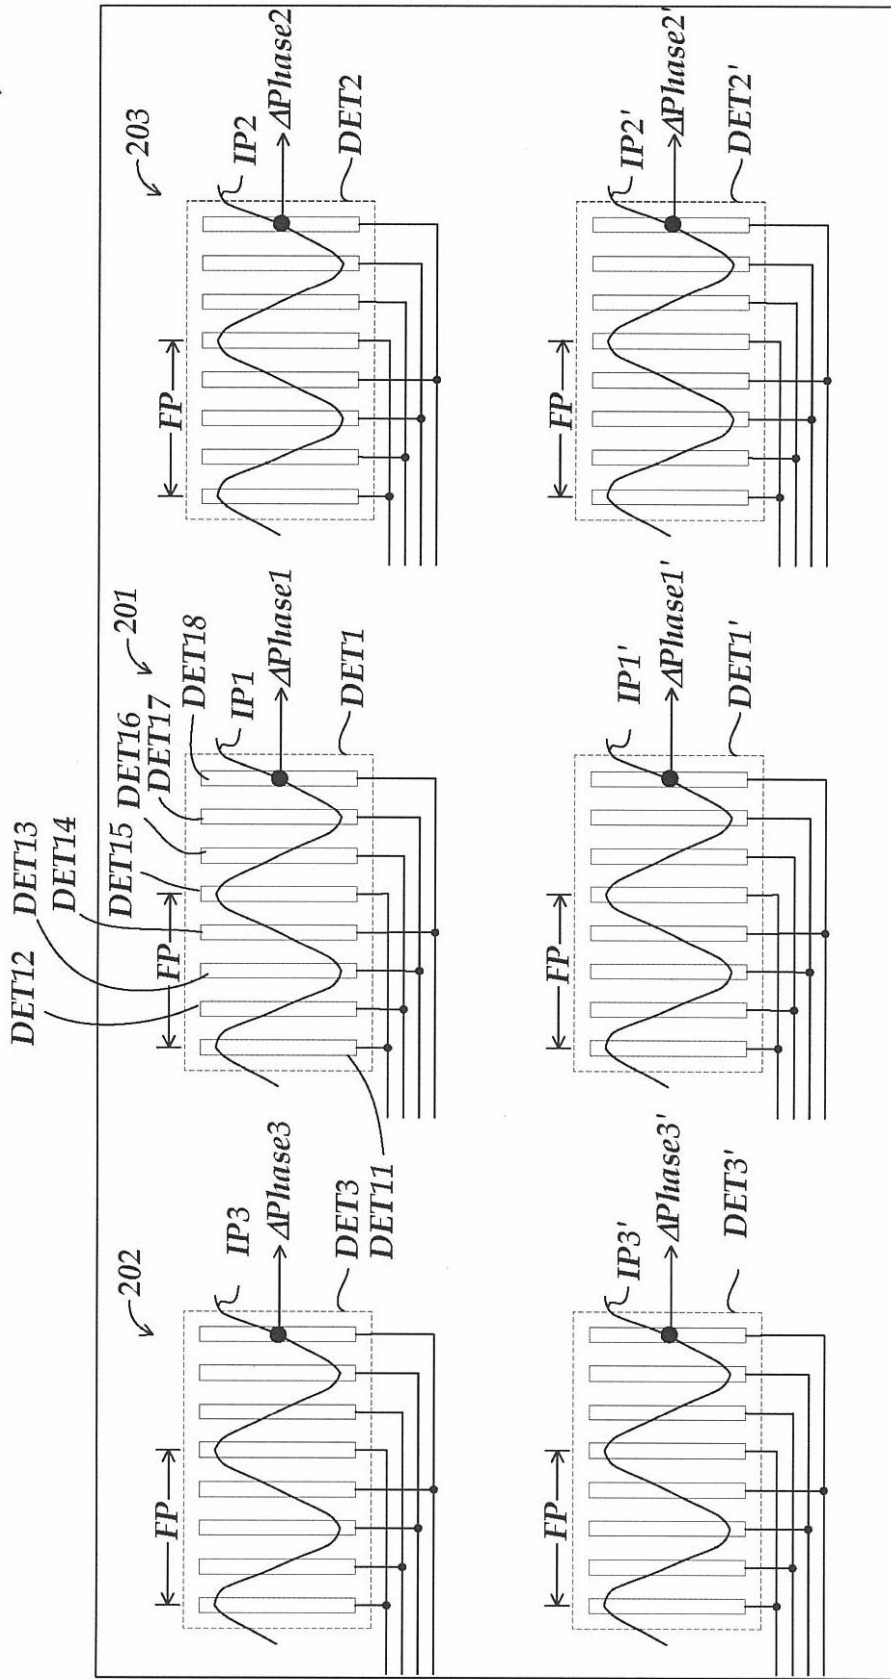 202
201
203
DET12
DET13
DET14
DET15
DET16
DET17
DET18
FP
IP3
ΔPhase3
DET3
DET11
FP
IP1
ΔPhase1
DET1
FP
IP2
ΔPhase2
DET2
FP
IP3'
ΔPhase3'
DET3'
FP
IP1'
ΔPhase1'
DET1'
FP
IP2'
ΔPhase2'
DET2'